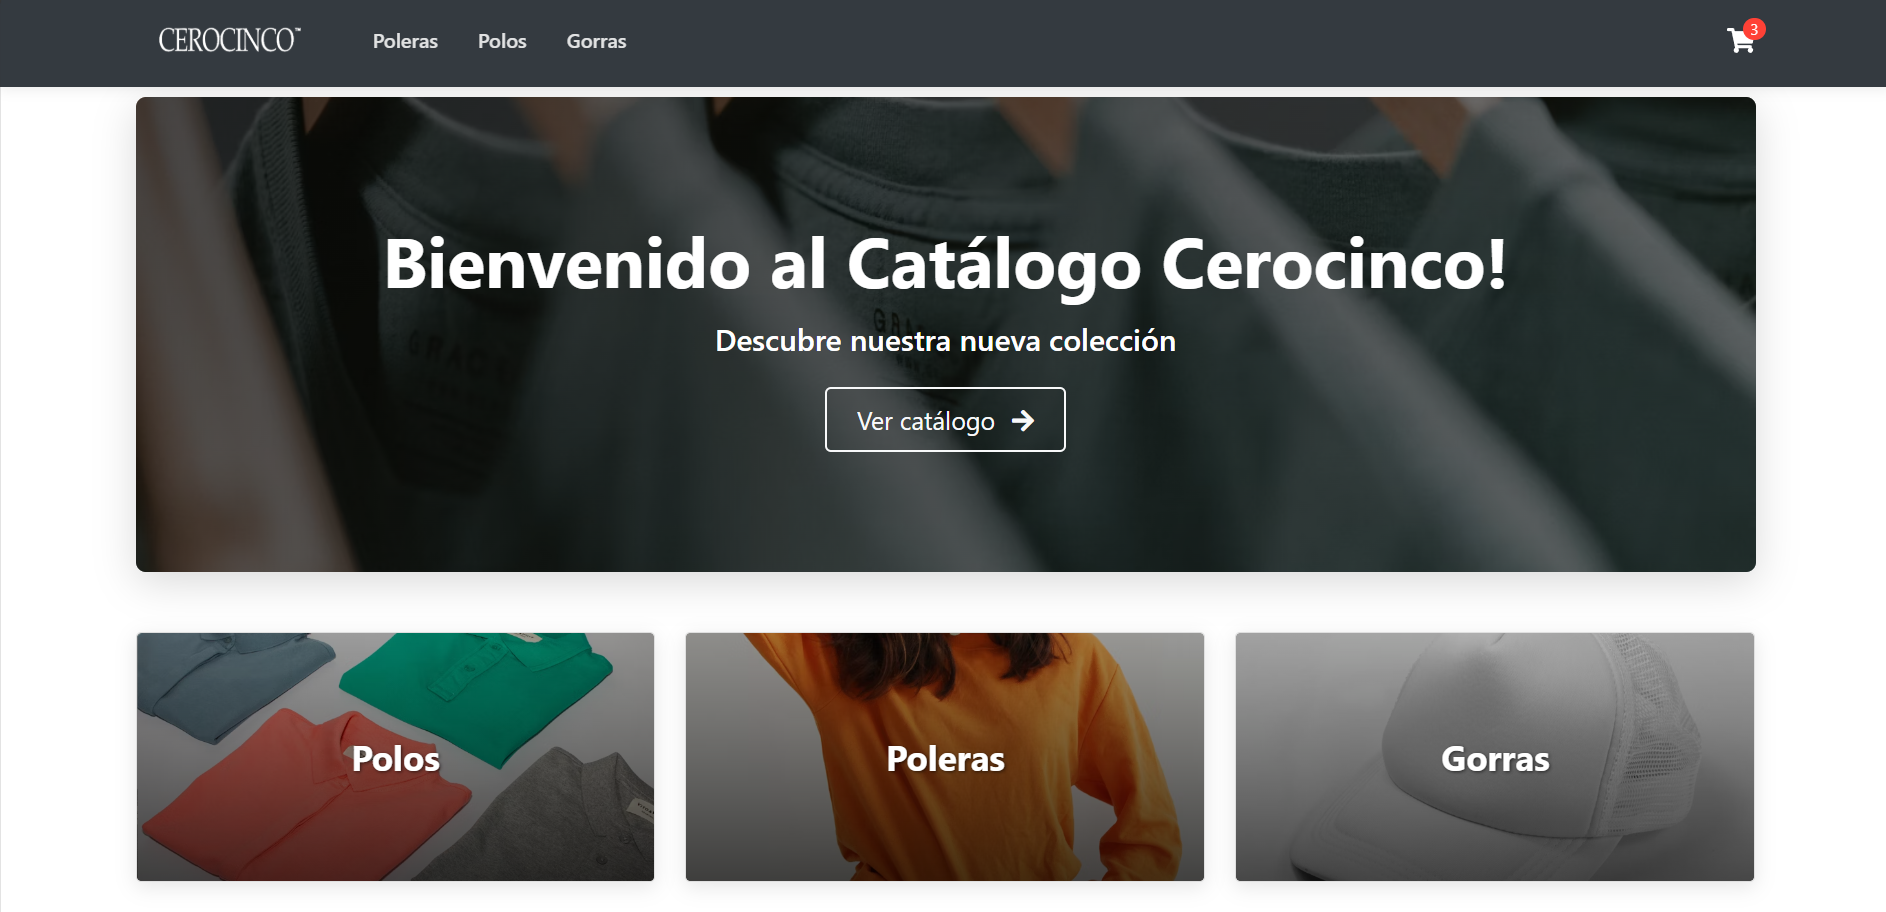 CEROCINCO™
Poleras
Polos
Gorras
3
Bienvenido al Catálogo Cerocinco!
Descubre nuestra nueva colección
Ver catálogo
Polos
Poleras
Gorras